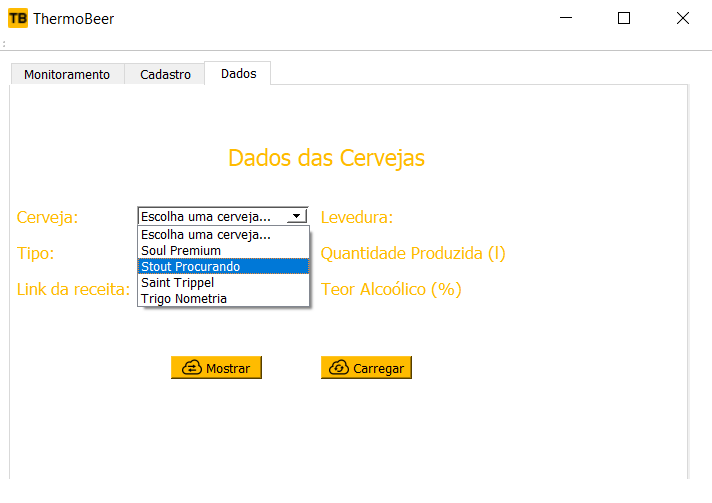 TB ThermoBeer
Monitoramento Cadastro Dados
Dados das Cervejas
Cerveja: Escolha uma cerveja... Levedura:
Escolha uma cerveja...
Soul Premium
Tipo: Stout Procurando Quantidade Produzida (l)
Saint Trippel
Link da receita: Trigo Nometria Teor Alcoólico (%)
Mostrar Carregar